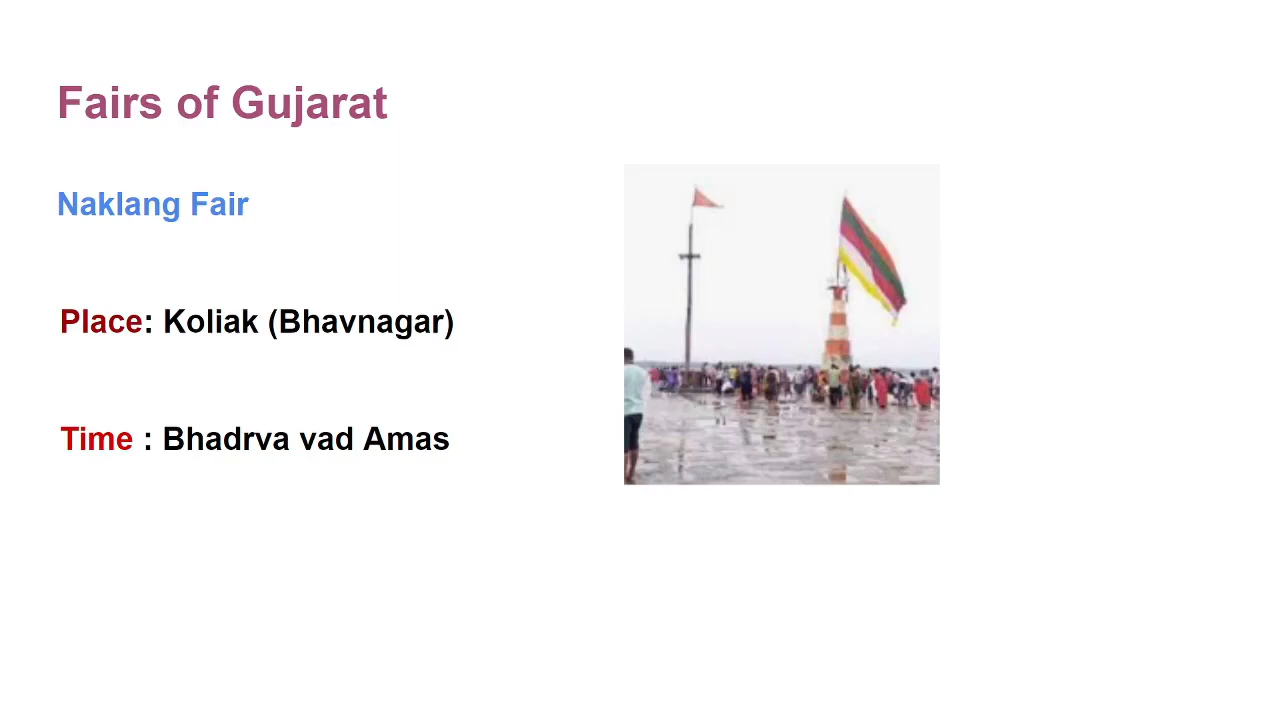 Fairs of Gujarat
Naklang Fair
Place: Koliak (Bhavnagar)
Time : Bhadrva vad Amas